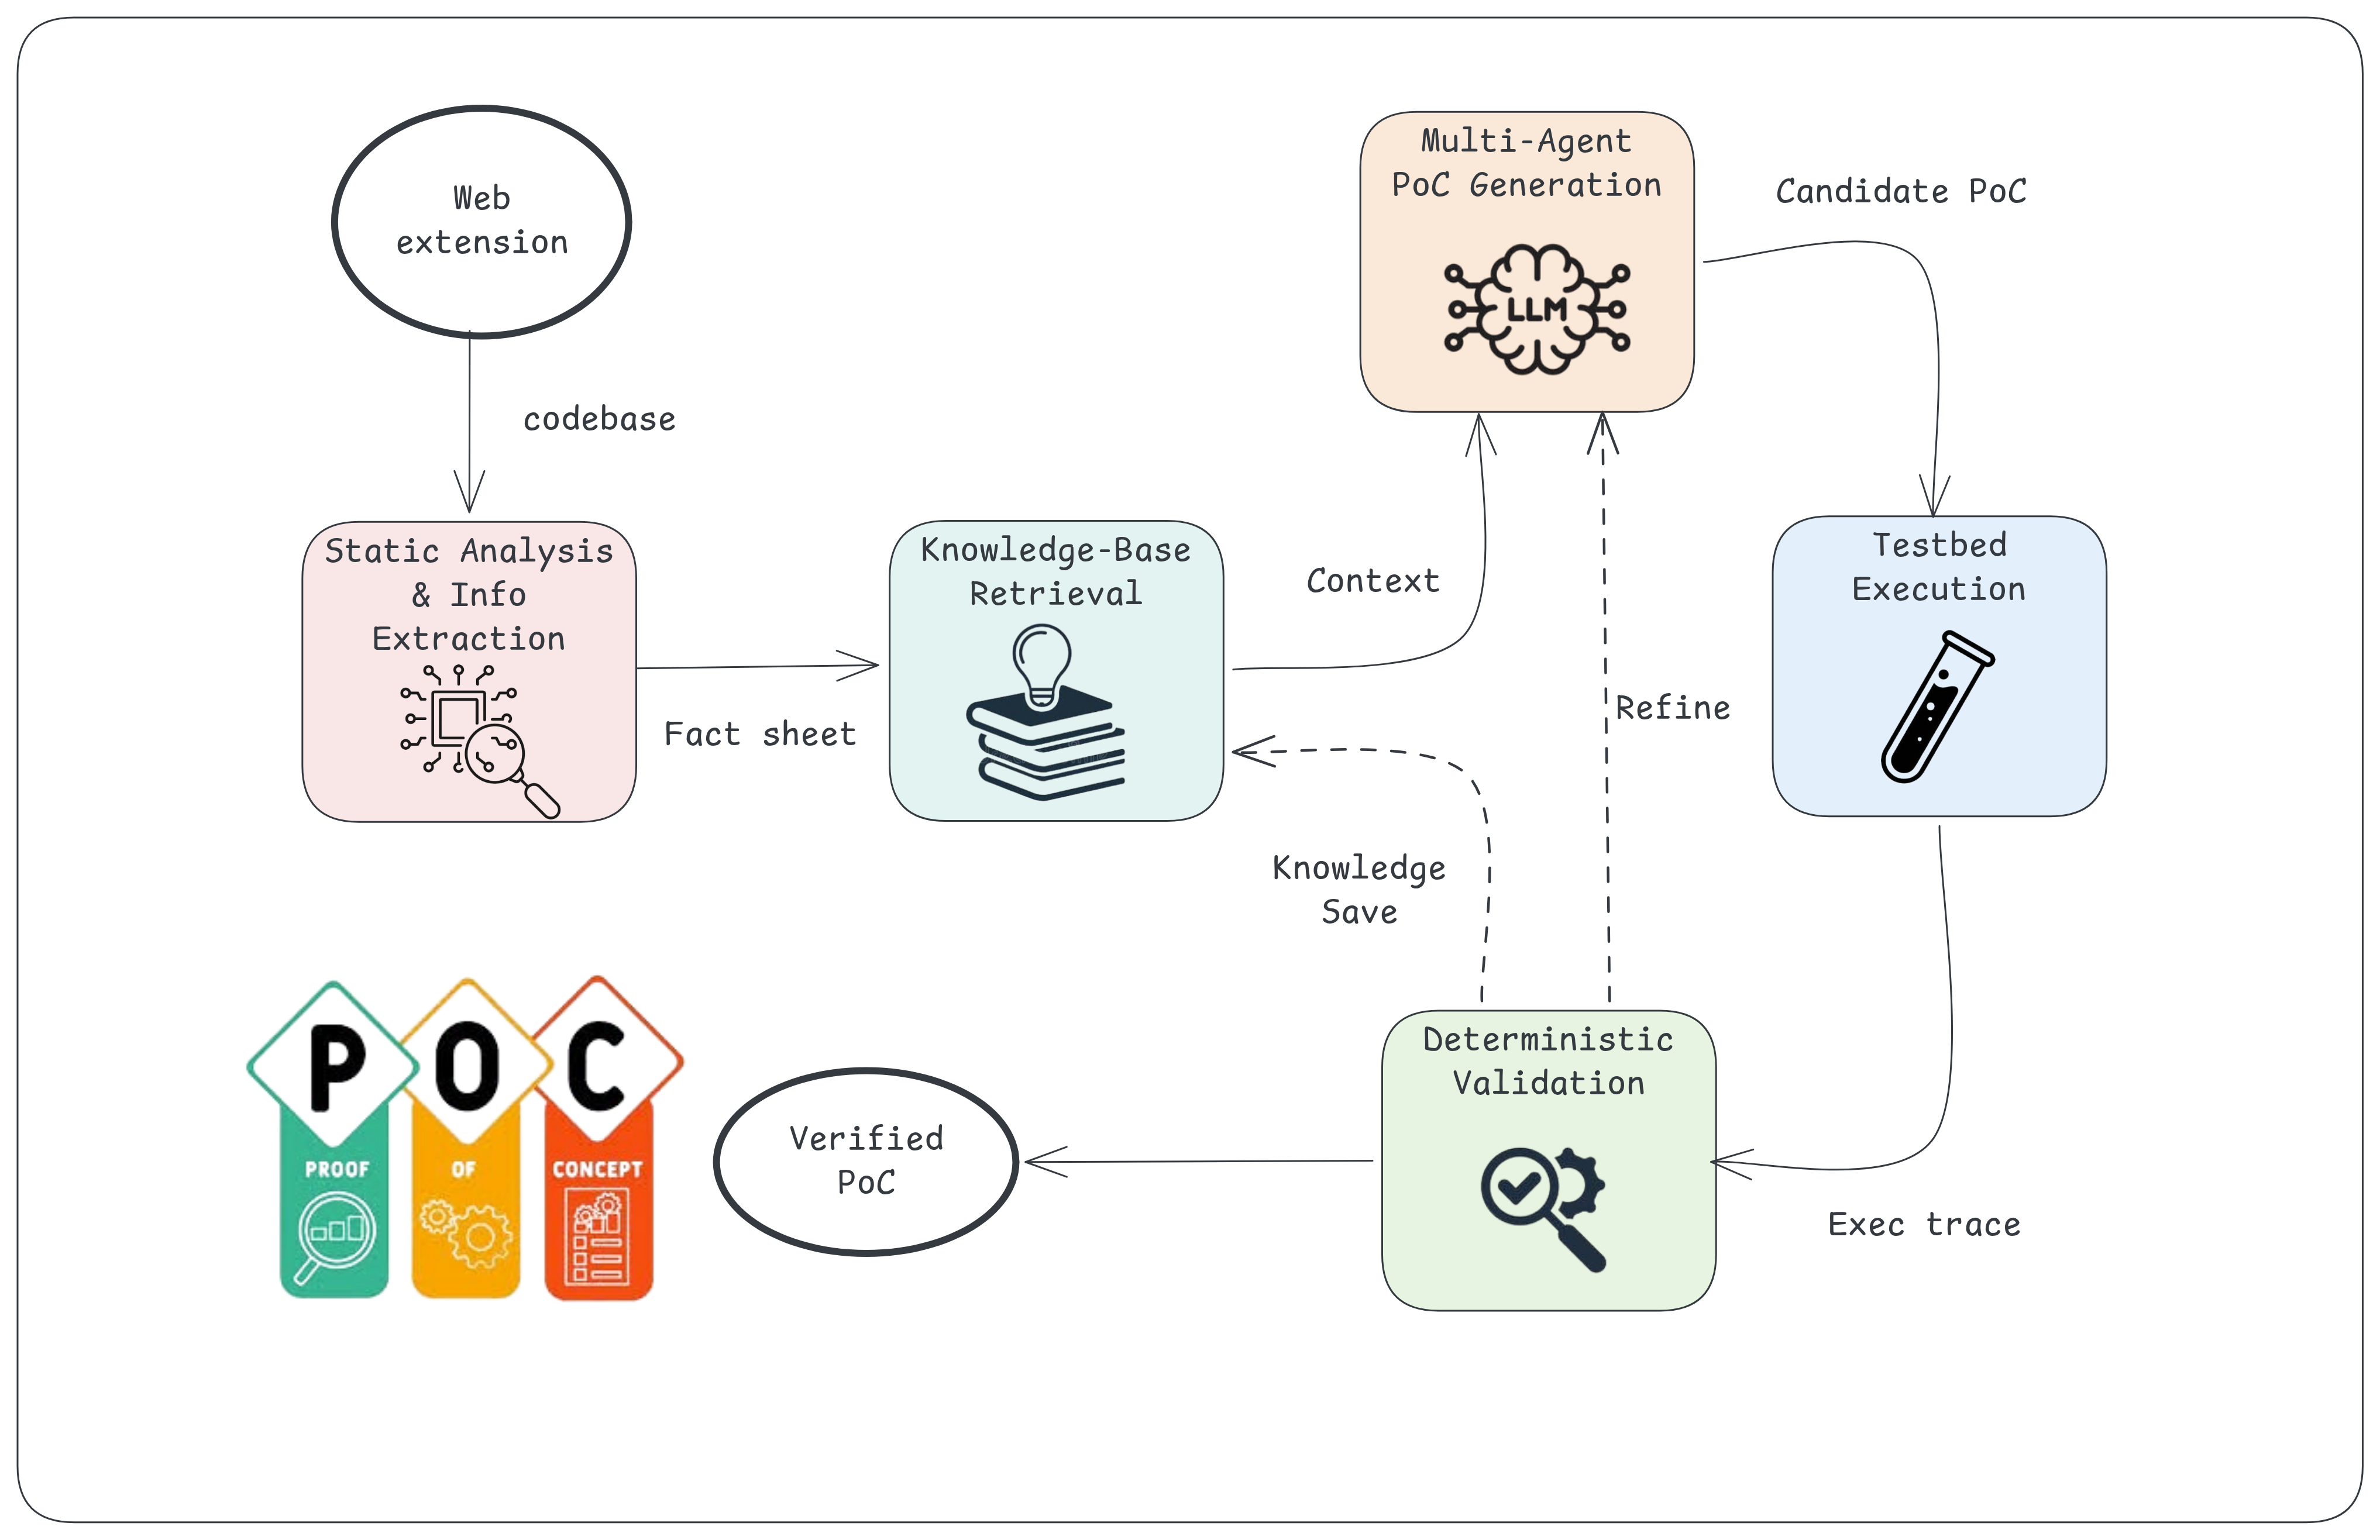 Web
extension
codebase
Static Analysis
& Info
Extraction
Fact sheet
Knowledge-Base
Retrieval
Context
Multi-Agent
PoC Generation
LLM
Candidate PoC
Testbed
Execution
Exec trace
Deterministic
Validation
Refine
Knowledge
Save
Verified
PoC
P O C
PROOF OF CONCEPT